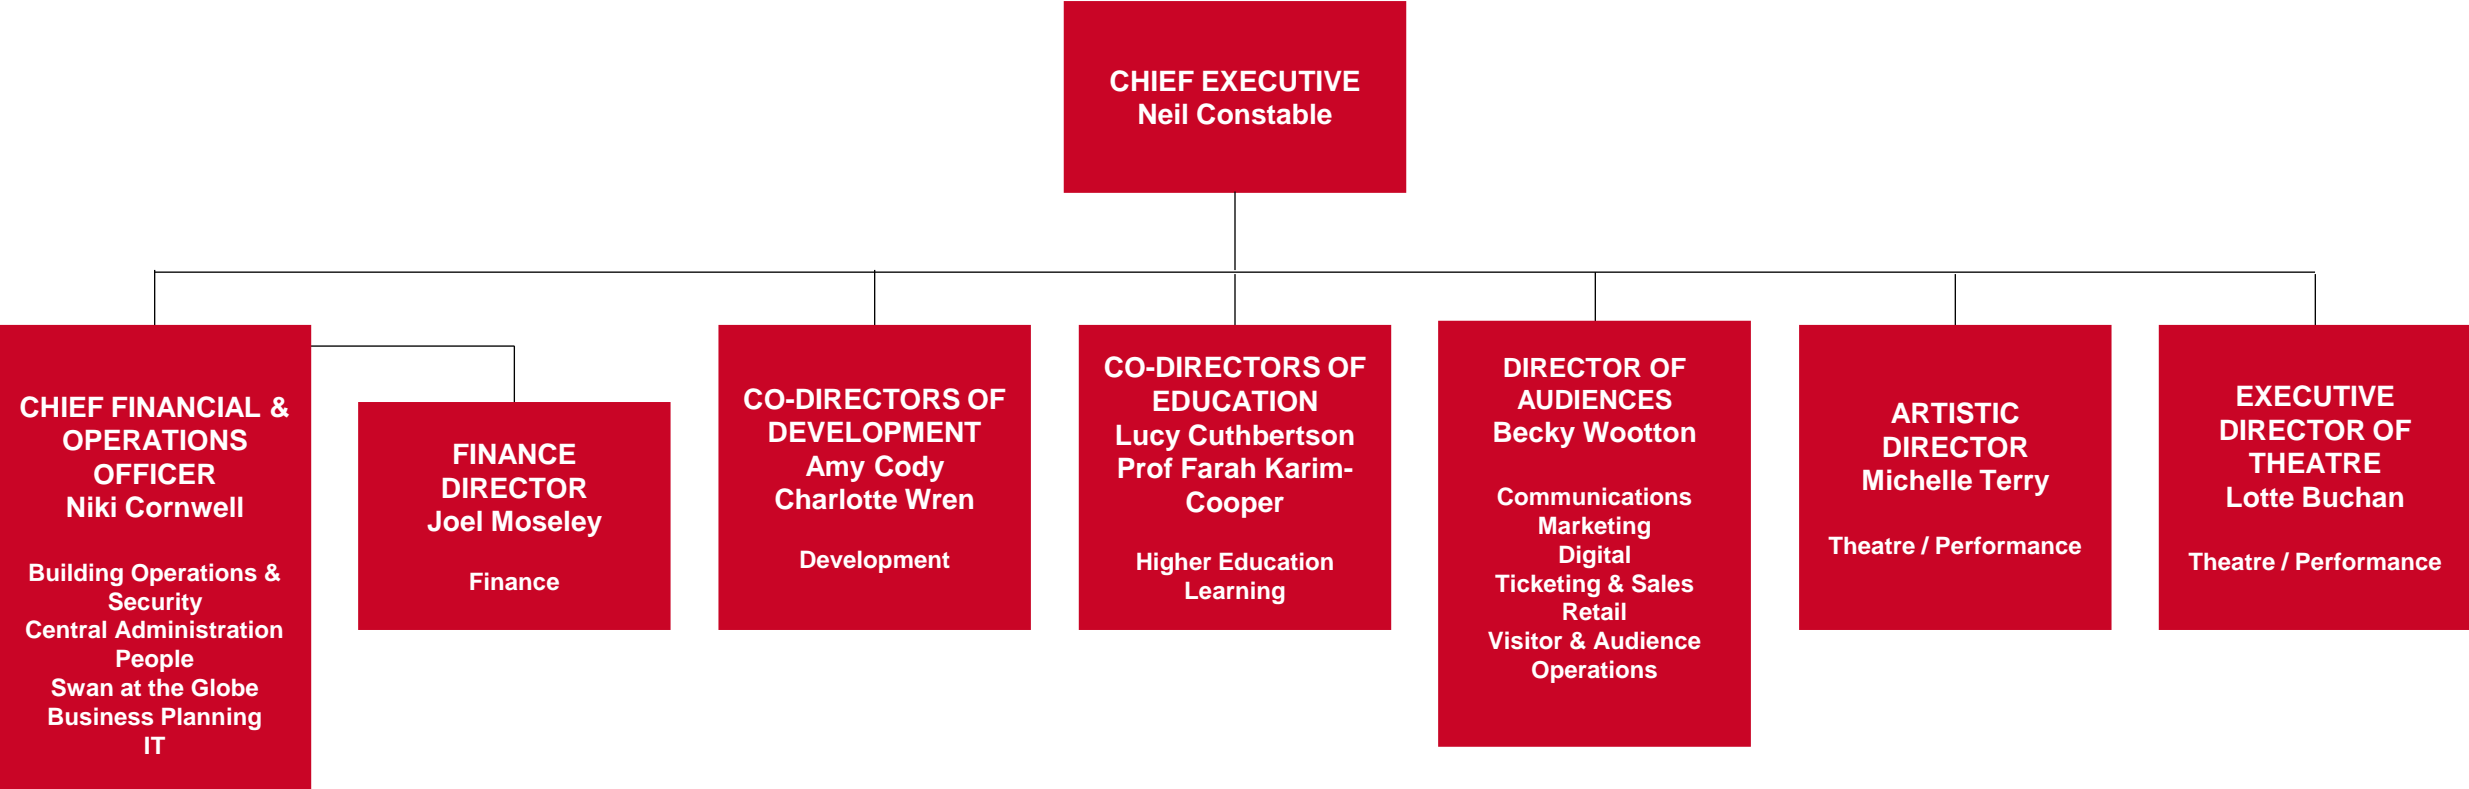 CHIEF EXECUTIVE
Neil Constable
CHIEF FINANCIAL &
OPERATIONS
OFFICER
Niki Cornwell
Building Operations &
Security
Central Administration
People
Swan at the Globe
Business Planning
IT
FINANCE
DIRECTOR
Joel Moseley
Finance
CO-DIRECTORS OF
DEVELOPMENT
Amy Cody
Charlotte Wren
Development
CO-DIRECTORS OF
EDUCATION
Lucy Cuthbertson
Prof Farah Karim-
Cooper
Higher Education
Learning
DIRECTOR OF
AUDIENCES
Becky Wootton
Communications
Marketing
Digital
Ticketing & Sales
Retail
Visitor & Audience
Operations
ARTISTIC
DIRECTOR
Michelle Terry
Theatre / Performance
EXECUTIVE
DIRECTOR OF
THEATRE
Lotte Buchan
Theatre / Performance